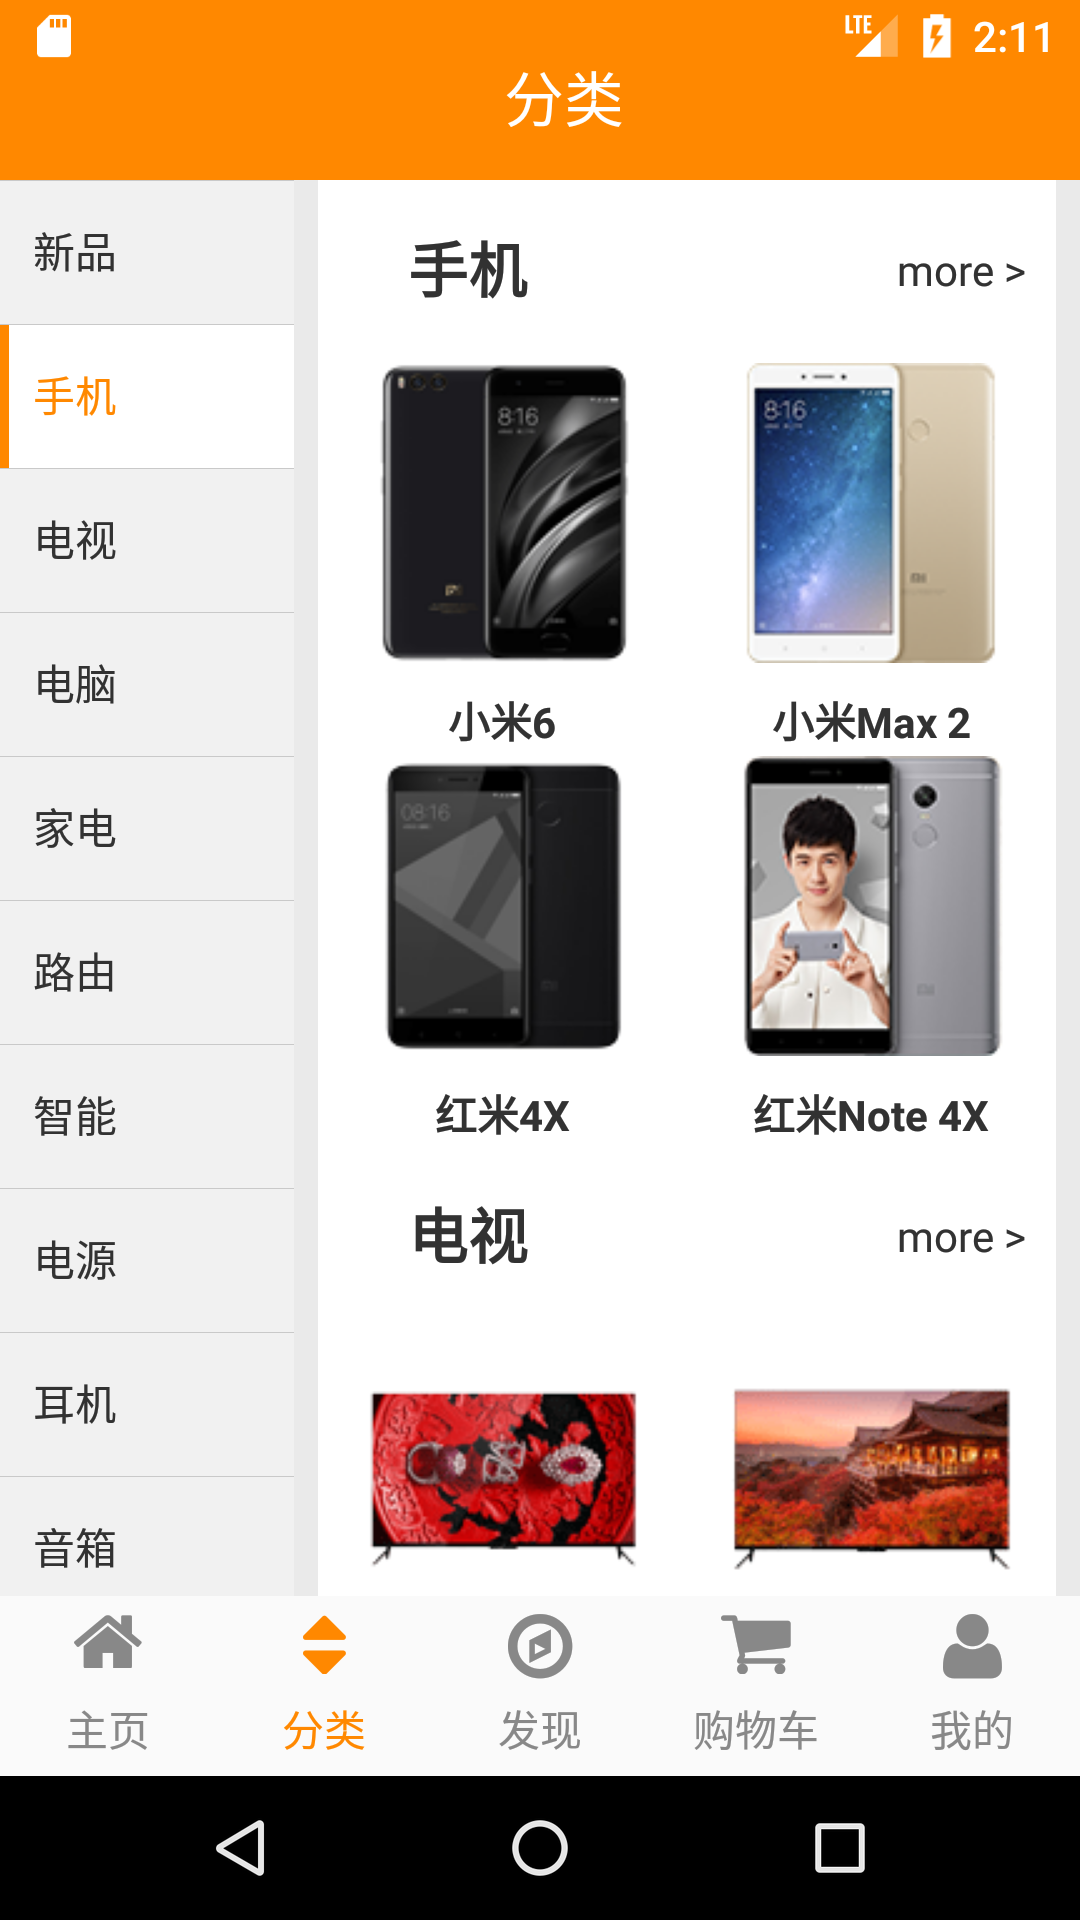 LTE 2:11
分类
新品
手机
电视
电脑
家电
路由
智能
电源
耳机
音箱
手机 more >
8:16
8:16
小米6 小米Max 2
08:16
红米4X 红米Note 4X
电视 more >
主页 分类 发现 购物车 我的